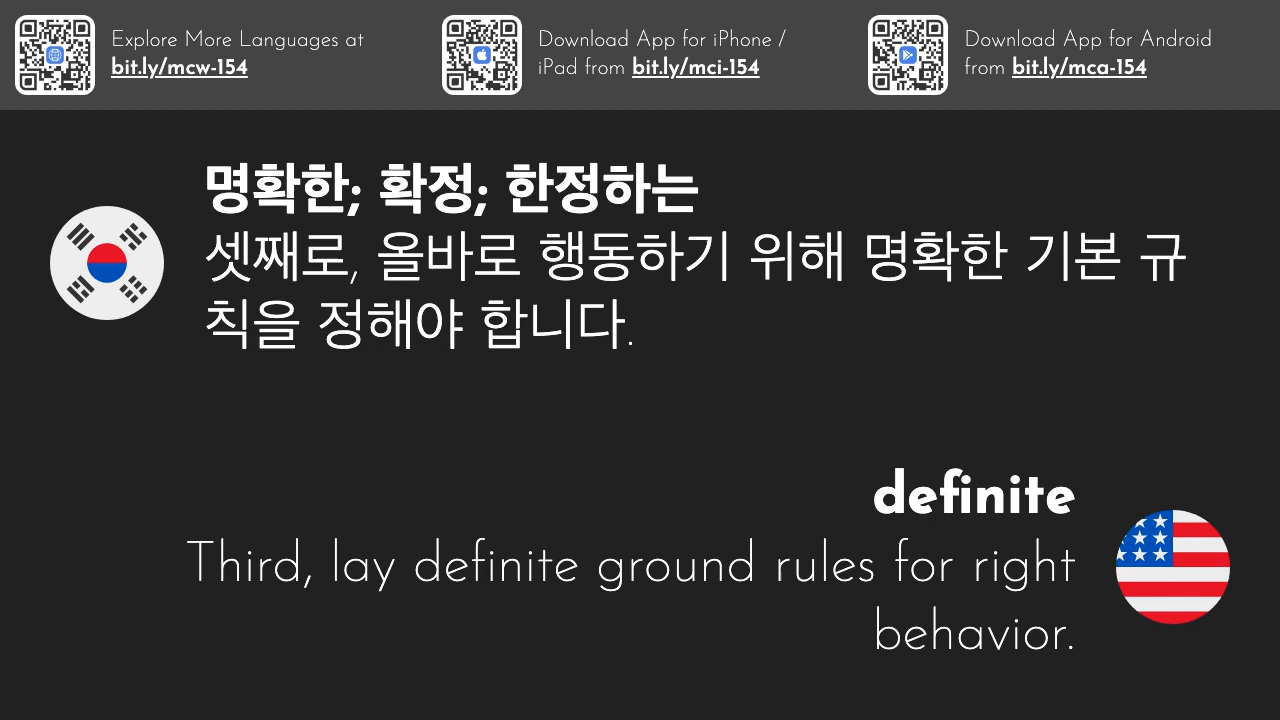 Explore More Languages at
bit.ly/mcw-154
Download App for iPhone /
iPad from bit.ly/mci-154
Download App for Android
from bit.ly/mca-154
명확한; 확정; 한정하는
셋째로, 올바로 행동하기 위해 명확한 기본 규
칙을 정해야 합니다.
definite
Third, lay definite ground rules for right
behavior.